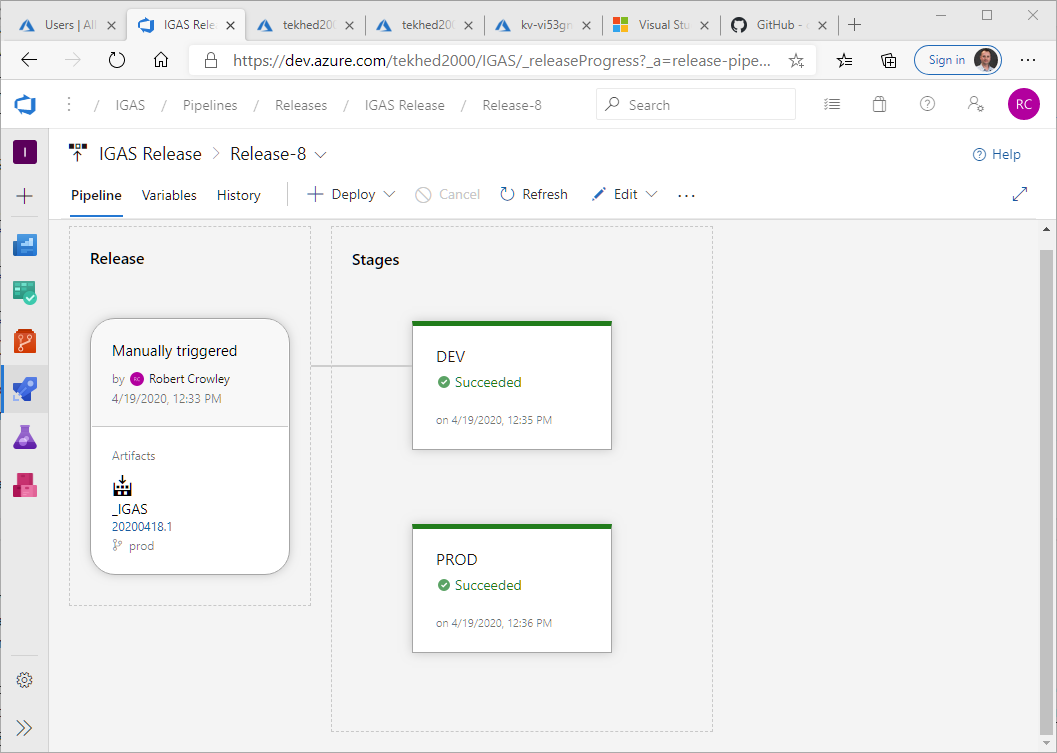 Users | All
IGAS Rele
tekhed200
tekhed200
kv-vi53gn
Visual Stu
GitHub -
https://dev.azure.com/tekhed2000/IGAS/_releaseProgress?_a=release-pipe...
Sign in
/ IGAS / Pipelines / Releases / IGAS Release / Release-8
Search
RC
I
IGAS Release > Release-8
Help
Pipeline
Variables
History
Deploy
Cancel
Refresh
Edit
Release
Stages
Manually triggered
by RC Robert Crowley
4/19/2020, 12:33 PM
Artifacts
_IGAS
20200418.1
prod
DEV
Succeeded
on 4/19/2020, 12:35 PM
PROD
Succeeded
on 4/19/2020, 12:36 PM